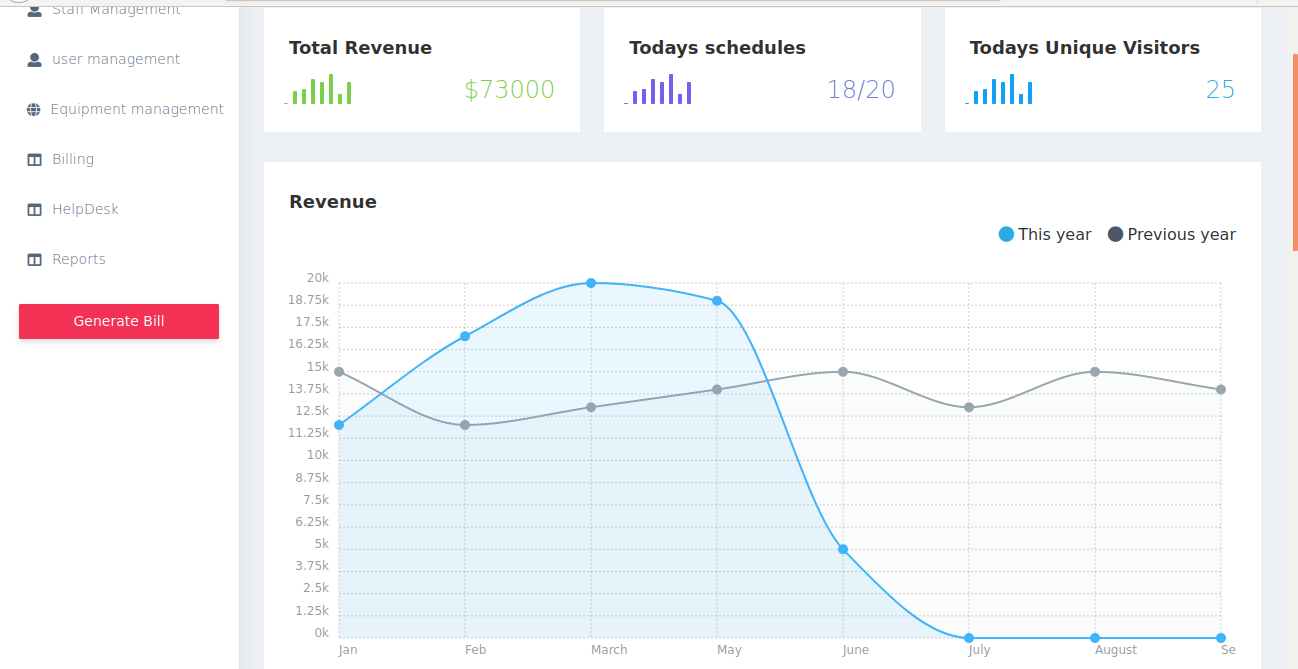 Staff Management
user management
Equipment management
Billing
HelpDesk
Reports
Generate Bill
Total Revenue
$73000
Todays schedules
18/20
Todays Unique Visitors
25
Revenue
This year
Previous year
20k
18.75k
17.5k
16.25k
15k
13.75k
12.5k
11.25k
10k
8.75k
7.5k
6.25k
5k
3.75k
2.5k
1.25k
0k
Jan Feb March May June July August Se